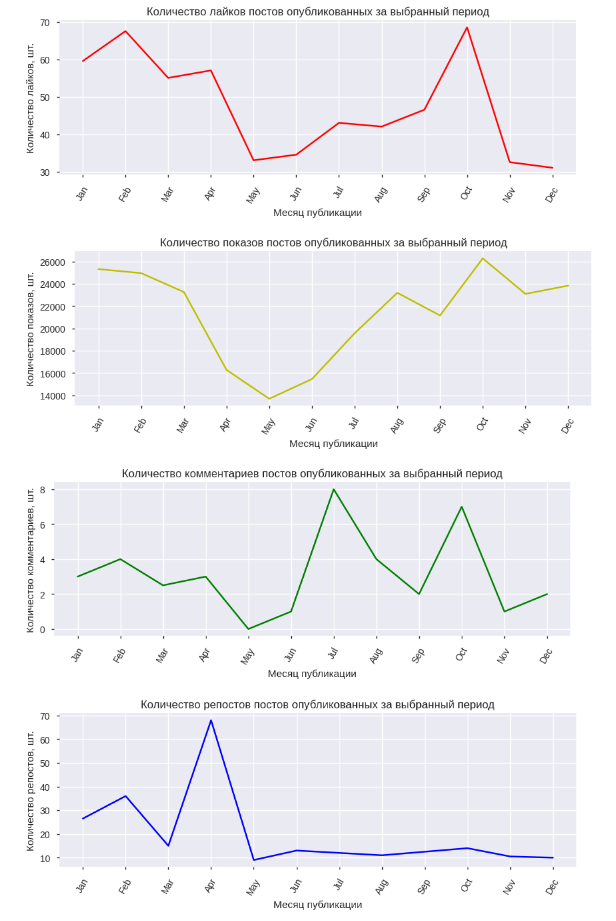 Количество лайков постов опубликованных за выбранный период
Количество лайков, шт.
70
60
50
40
30
Jan Feb Mar Apr May Jun Jul Aug Sep Oct Nov Dec
Месяц публикации
Количество показов постов опубликованных за выбранный период
Количество показов, шт.
26000
24000
22000
20000
18000
16000
14000
Jan Feb Mar Apr May Jun Jul Aug Sep Oct Nov Dec
Месяц публикации
Количество комментариев постов опубликованных за выбранный период
Количество комментариев, шт.
8
6
4
2
0
Jan Feb Mar Apr May Jun Jul Aug Sep Oct Nov Dec
Месяц публикации
Количество репостов постов опубликованных за выбранный период
Количество репостов, шт.
70
60
50
40
30
20
10
Jan Feb Mar Apr May Jun Jul Aug Sep Oct Nov Dec
Месяц публикации